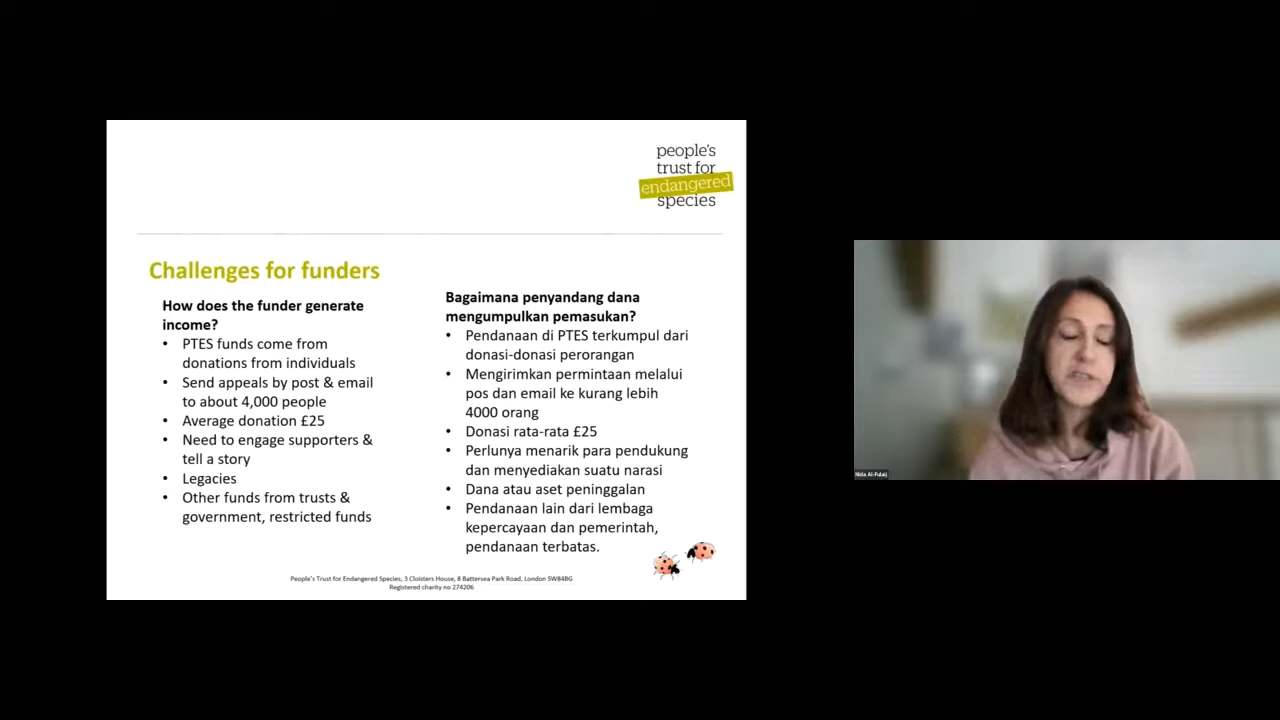 people's
trust for
endangered
species
Challenges for funders
How does the funder generate
income?
• PTES funds come from
donations from individuals
• Send appeals by post & email
to about 4,000 people
• Average donation £25
• Need to engage supporters &
tell a story
• Legacies
• Other funds from trusts &
government, restricted funds
Bagaimana penyandang dana
mengumpulkan pemasukan?
• Pendanaan di PTES terkumpul dari
donasi-donasi perorangan
• Mengirimkan permintaan melalui
pos dan email ke kurang lebih
4000 orang
• Donasi rata-rata £25
• Perlunya menarik para pendukung
dan menyediakan suatu narasi
• Dana atau aset peninggalan
• Pendanaan lain dari lembaga
kepercayaan dan pemerintah,
pendanaan terbatas.
People's Trust for Endangered Species, 3 Cloisters House, 8 Battersea Park Road, London SW84BG
Registered charity no 274206
Nida Al-Fulaij